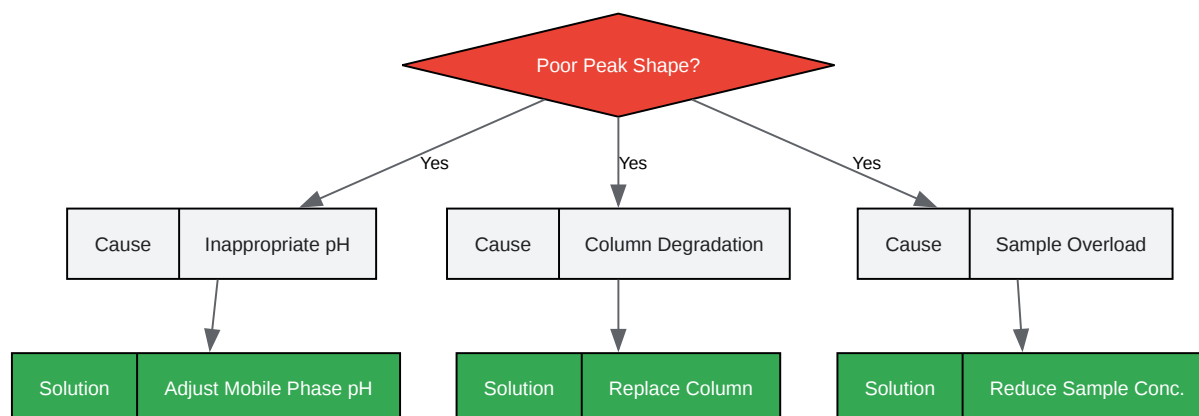 Poor Peak Shape?
Yes
Yes
Yes
Cause
Inappropriate pH
Cause
Column Degradation
Cause
Sample Overload
Solution
Adjust Mobile Phase pH
Solution
Replace Column
Solution
Reduce Sample Conc.